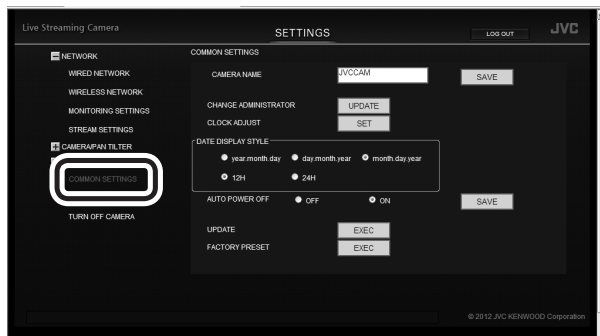 Live Streaming Camera
SETTINGS
LOG OUT
JVC
NETWORK
WIRED NETWORK
WIRELESS NETWORK
MONITORING SETTINGS
STREAM SETTINGS
CAMERA/PAN TILTER
COMMON SETTINGS
TURN OFF CAMERA
COMMON SETTINGS
CAMERA NAME JVCCAM SAVE
CHANGE ADMINISTRATOR UPDATE
CLOCK ADJUST SET
DATE DISPLAY STYLE
year.month.day day.month.year month.day.year
12H 24H
AUTO POWER OFF OFF ON SAVE
UPDATE EXEC
FACTORY PRESET EXEC
© 2012 JVC KENWOOD Corporation